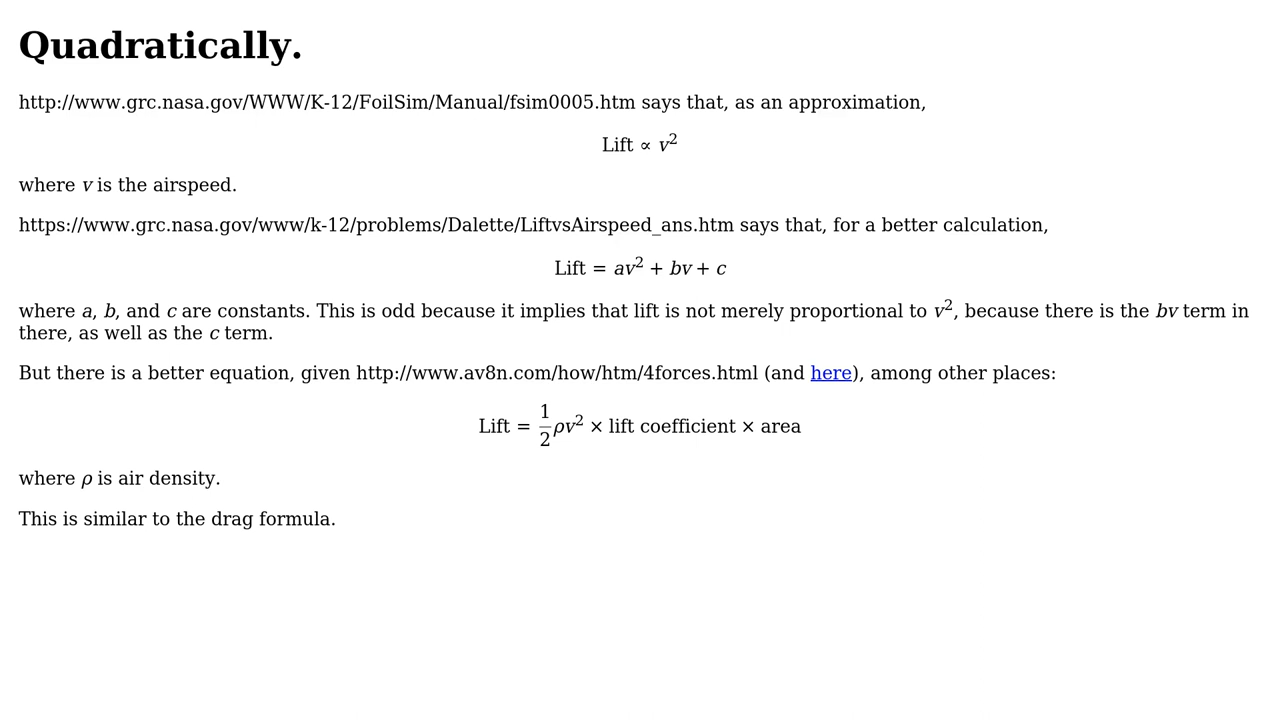 Quadratically.
http://www.grc.nasa.gov/WWW/K-12/FoilSim/Manual/fsim0005.htm says that, as an approximation,
Lift ∝ v²
where v is the airspeed.
https://www.grc.nasa.gov/www/k-12/problems/Dalette/LiftvsAirspeed_ans.htm says that, for a better calculation,
Lift = av² + bv + c
where a, b, and c are constants. This is odd because it implies that lift is not merely proportional to v², because there is the bv term in
there, as well as the c term.
But there is a better equation, given http://www.av8n.com/how/htm/4forces.html (and here), among other places:
Lift = 1/2 ρv² × lift coefficient × area
where ρ is air density.
This is similar to the drag formula.